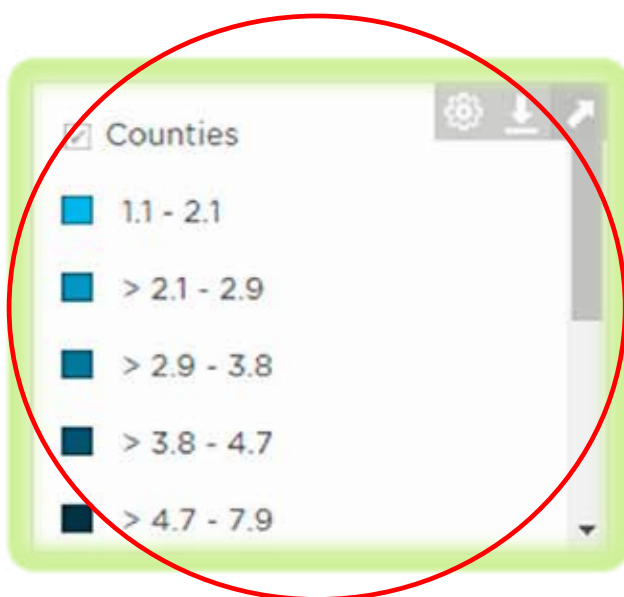 Counties
1.1 - 2.1
> 2.1 - 2.9
> 2.9 - 3.8
> 3.8 - 4.7
> 4.7 - 7.9